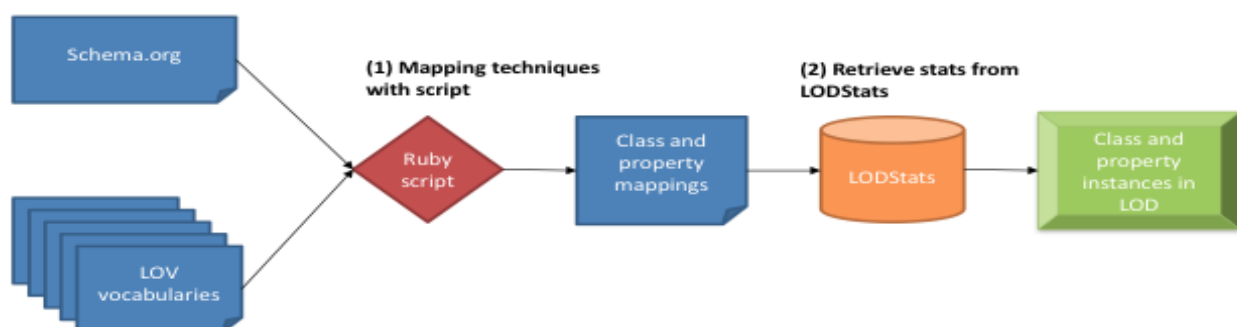 Schema.org
(1) Mapping techniques
with script
(2) Retrieve stats from
LODStats
Ruby
script
Class and
property
mappings
LODStats
Class and
property
instances in
LOD
LOV
vocabularies